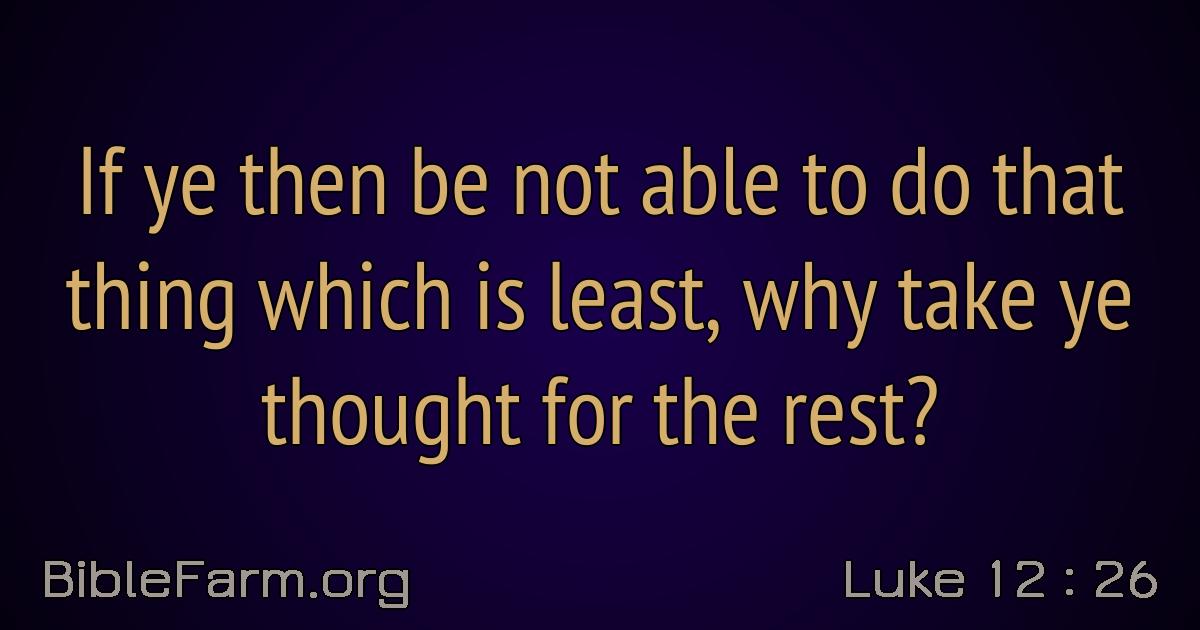 If ye then be not able to do that
thing which is least, why take ye
thought for the rest?
BibleFarm.org
Luke 12 : 26